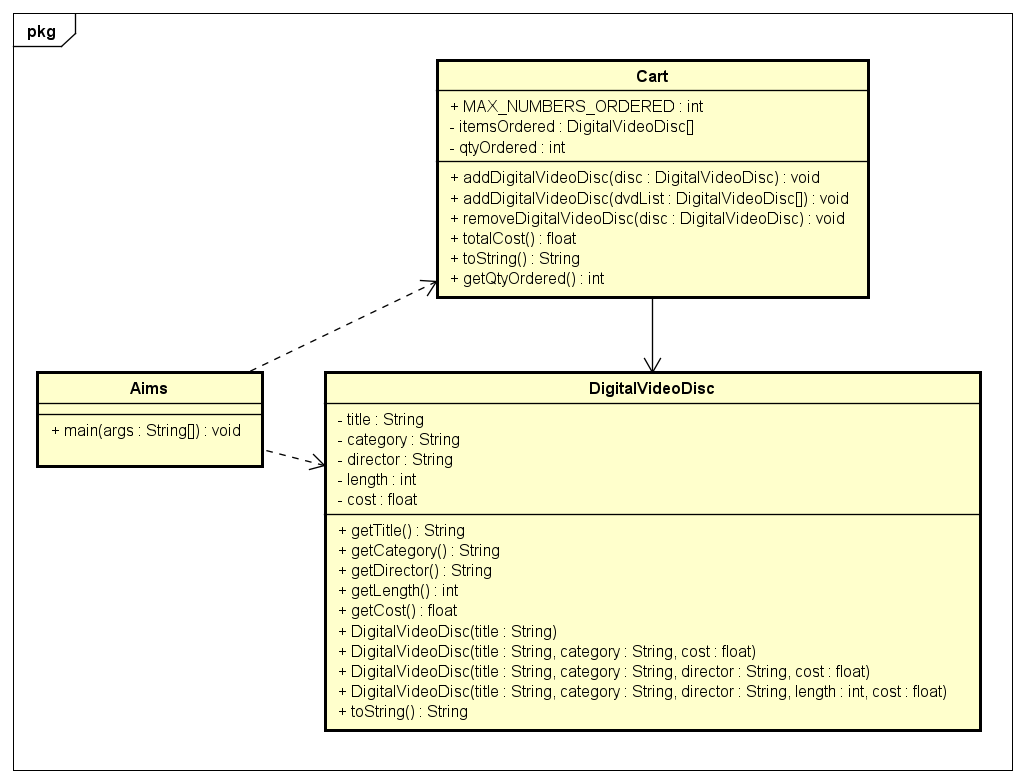 pkg
Cart
+ MAX_NUMBERS_ORDERED : int
- itemsOrdered : DigitalVideoDisc[]
- qtyOrdered : int
+ addDigitalVideoDisc(disc : DigitalVideoDisc) : void
+ addDigitalVideoDisc(dvdList : DigitalVideoDisc[]) : void
+ removeDigitalVideoDisc(disc : DigitalVideoDisc) : void
+ totalCost() : float
+ toString() : String
+ getQtyOrdered() : int
Aims
+ main(args : String[]) : void
DigitalVideoDisc
- title : String
- category : String
- director : String
- length : int
- cost : float
+ getTitle() : String
+ getCategory() : String
+ getDirector() : String
+ getLength() : int
+ getCost() : float
+ DigitalVideoDisc(title : String)
+ DigitalVideoDisc(title : String, category : String, cost : float)
+ DigitalVideoDisc(title : String, category : String, director : String, cost : float)
+ DigitalVideoDisc(title : String, category : String, director : String, length : int, cost : float)
+ toString() : String